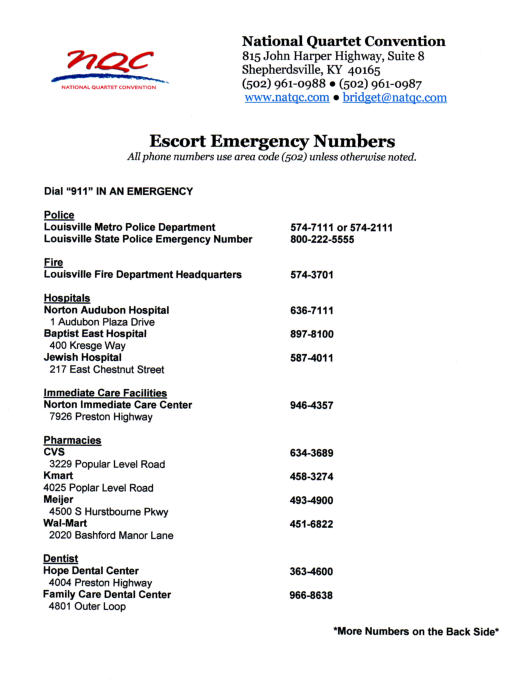 nQC
NATIONAL QUARTET CONVENTION
National Quartet Convention
815 John Harper Highway, Suite 8
Shepherdsville, KY 40165
(502) 961-0988 ● (502) 961-0987
www.natqc.com ● bridget@natqc.com
Escort Emergency Numbers
All phone numbers use area code (502) unless otherwise noted.
Dial "911" IN AN EMERGENCY
Police
Louisville Metro Police Department 574-7111 or 574-2111
Louisville State Police Emergency Number 800-222-5555
Fire
Louisville Fire Department Headquarters 574-3701
Hospitals
Norton Audubon Hospital 636-7111
1 Audubon Plaza Drive
Baptist East Hospital 897-8100
400 Kresge Way
Jewish Hospital 587-4011
217 East Chestnut Street
Immediate Care Facilities
Norton Immediate Care Center 946-4357
7926 Preston Highway
Pharmacies
CVS 634-3689
3229 Popular Level Road
Kmart 458-3274
4025 Poplar Level Road
Meijer 493-4900
4500 S Hurstbourne Pkwy
Wal-Mart 451-6822
2020 Bashford Manor Lane
Dentist
Hope Dental Center 363-4600
4004 Preston Highway
Family Care Dental Center 966-8638
4801 Outer Loop
*More Numbers on the Back Side*